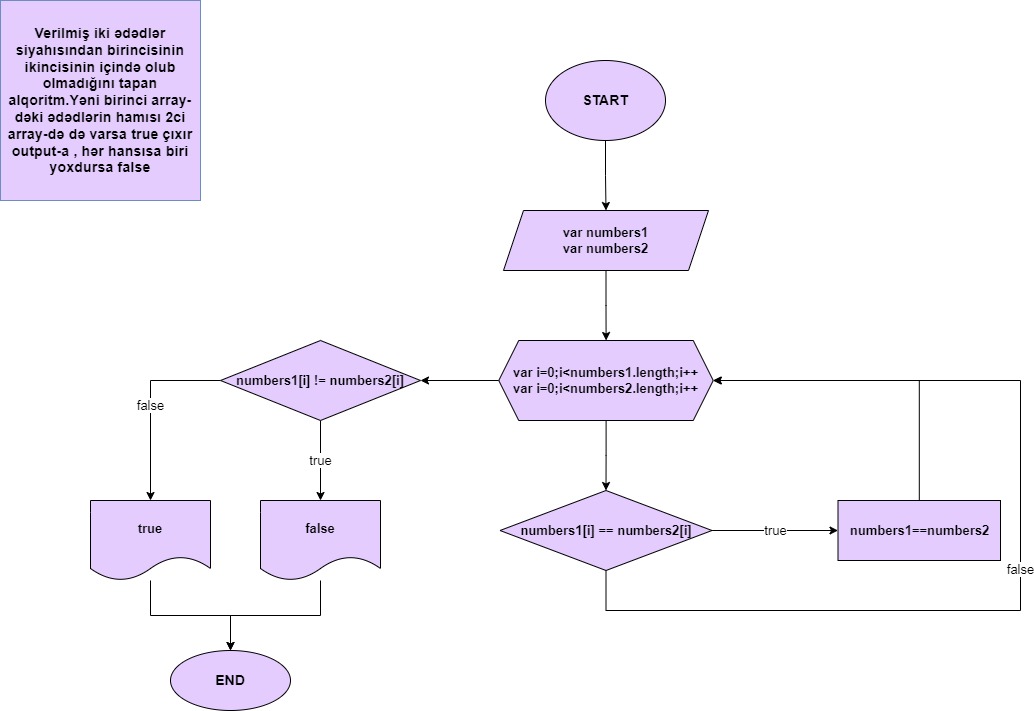 Verilmiş iki ədədlər
siyahısından birincisinin
ikincisinin içində olub
olmadığını tapan
alqoritm.Yəni birinci array-
dəki ədədlərin hamısı 2ci
array-də də varsa true çıxır
output-a , hər hansısa biri
yoxdursa false
START
var numbers1
var numbers2
var i=0;i<numbers1.length;i++
var i=0;i<numbers2.length;i++
numbers1[i] != numbers2[i]
false
true
true
false
numbers1[i] == numbers2[i]
true
numbers1==numbers2
false
END